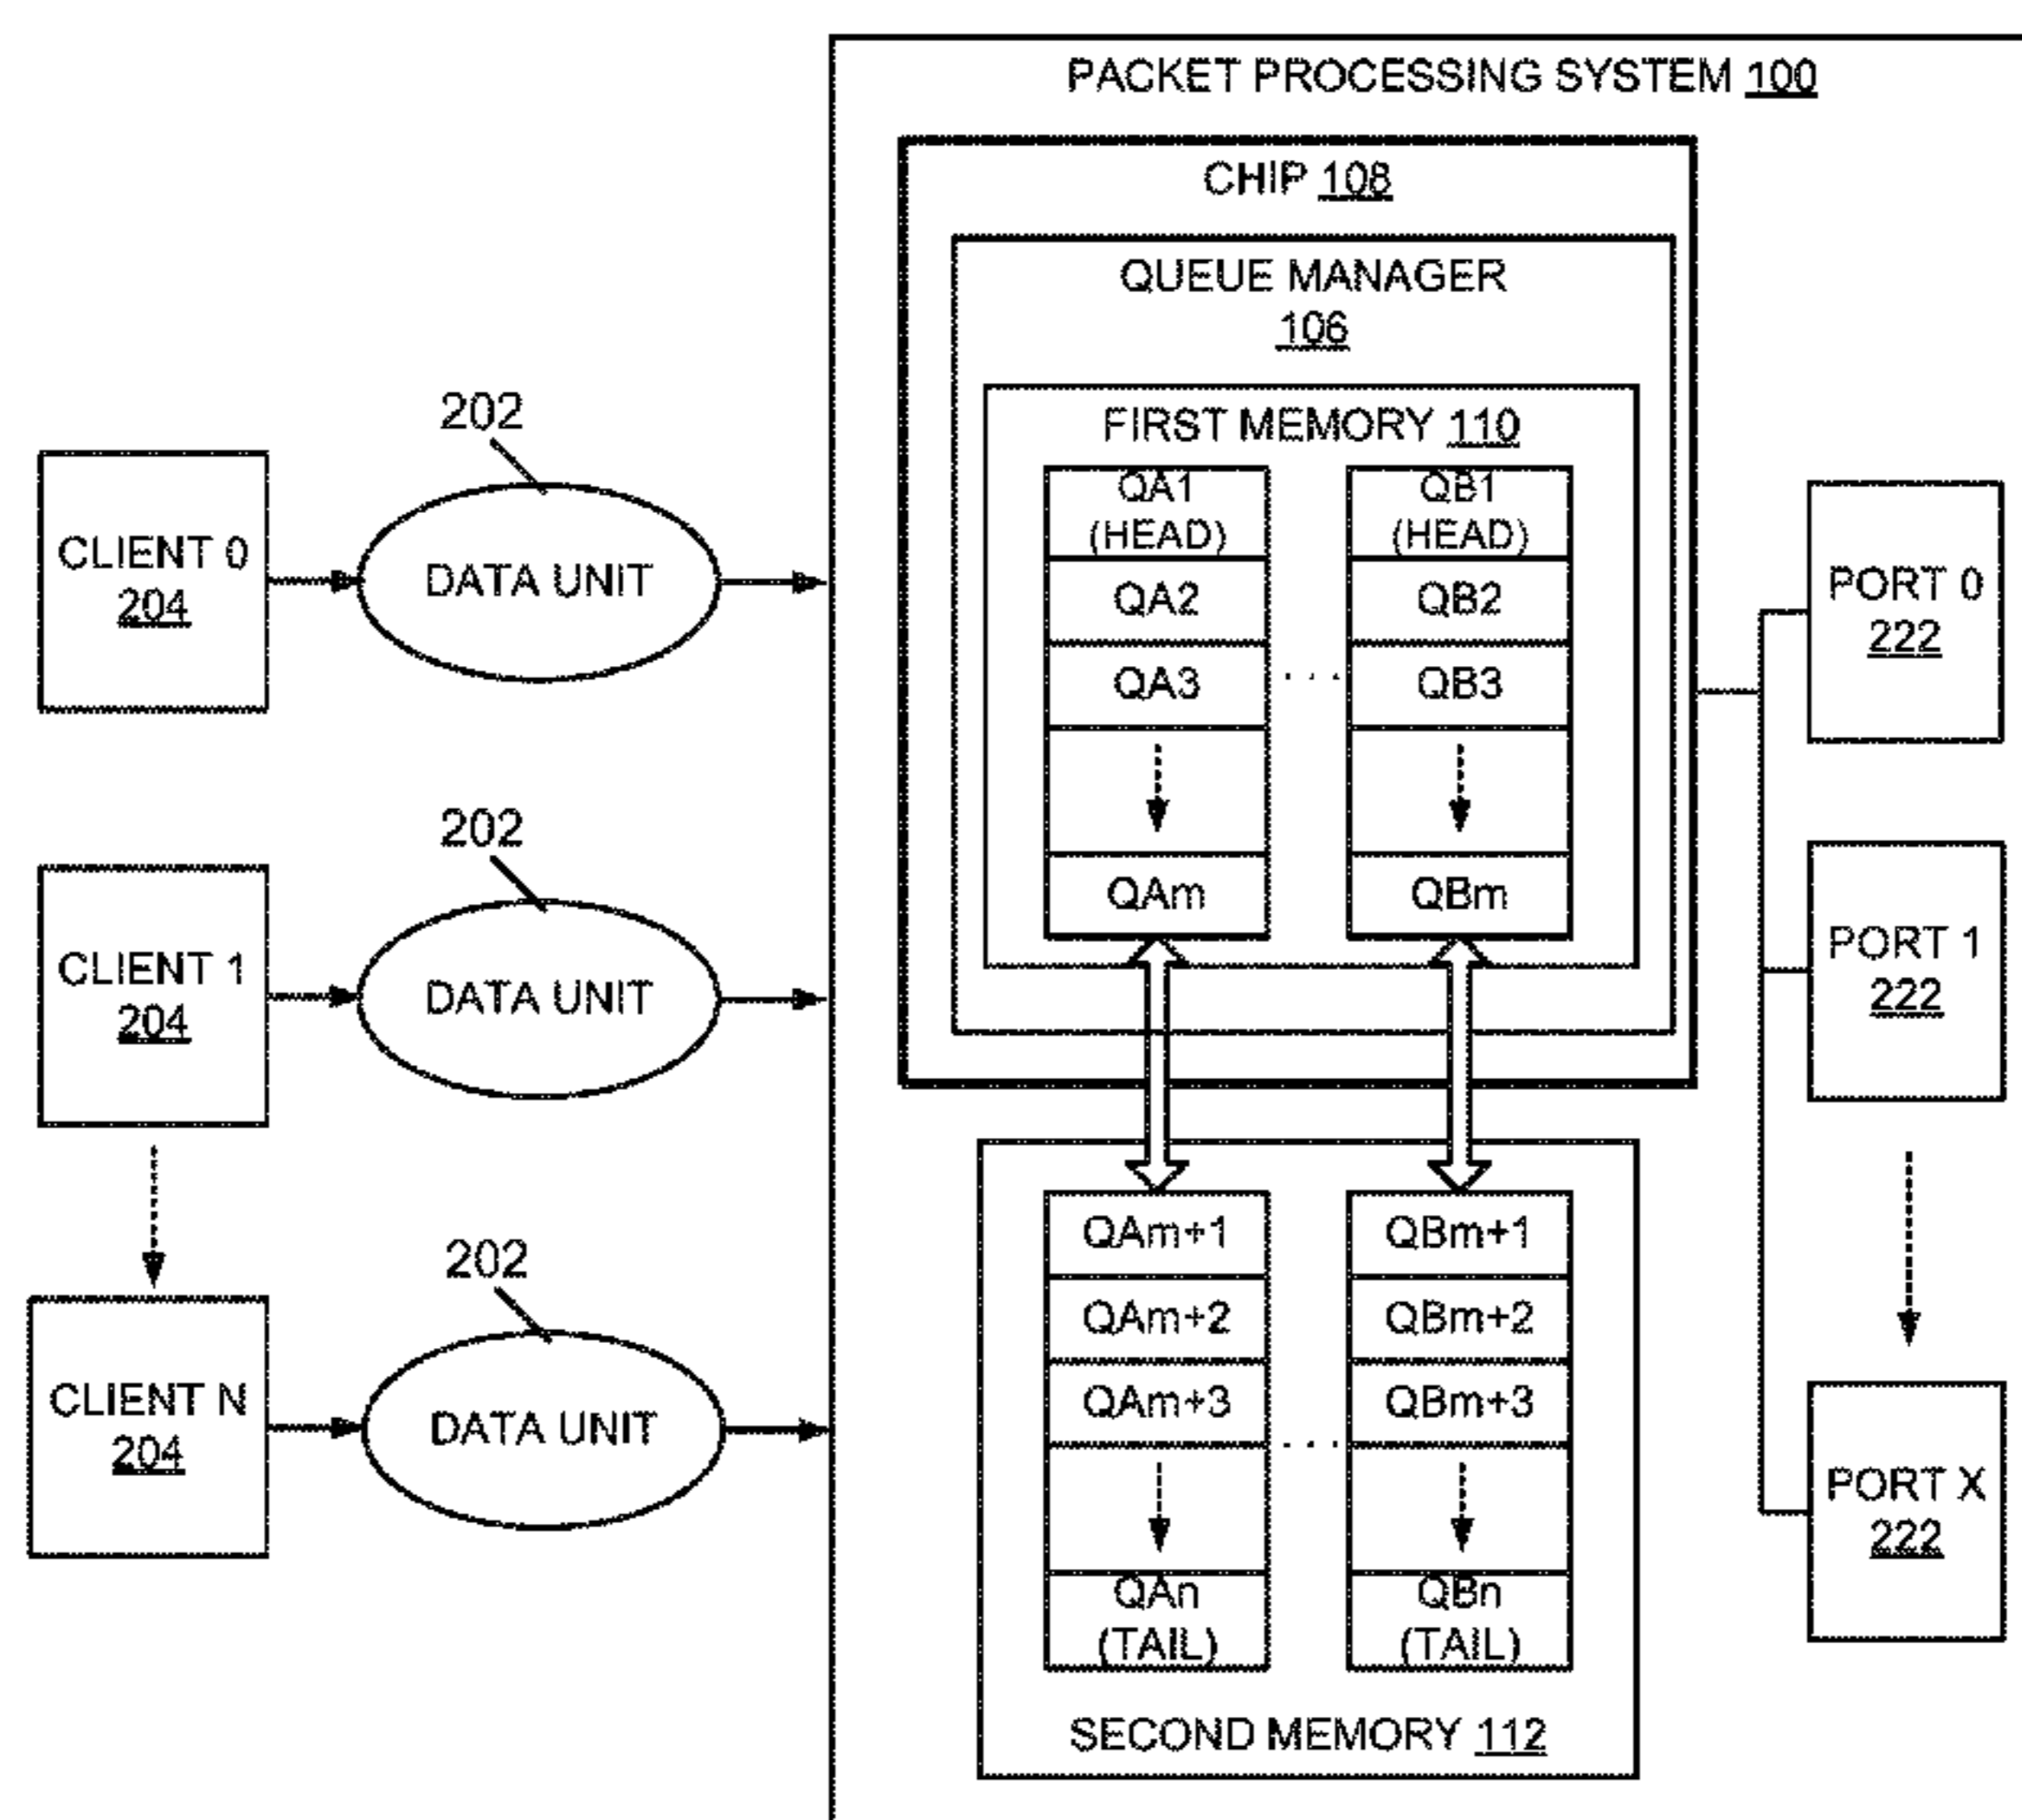 PACKET PROCESSING SYSTEM 100
CHIP 108
QUEUE MANAGER
106
FIRST MEMORY 110
QA1
(HEAD)
QA2
QA3
QAm
QB1
(HEAD)
QB2
QB3
QBm
QAm+1
QAm+2
QAm+3
QAn
(TAIL)
QBm+1
QBm+2
QBm+3
QBn
(TAIL)
SECOND MEMORY 112
CLIENT 0
204
202
DATA UNIT
CLIENT 1
204
202
DATA UNIT
CLIENT N
204
202
DATA UNIT
PORT 0
222
PORT 1
222
PORT X
222